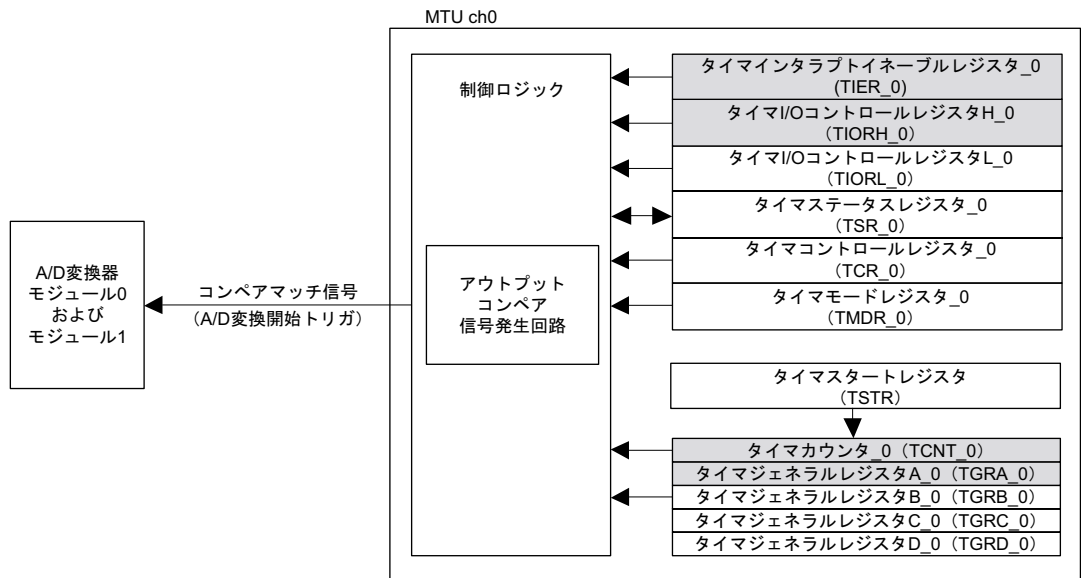 MTU ch0
制御ロジック
タイマインタラプトイネーブルレジスタ_0
(TIER_0)
タイマI/OコントロールレジスタH_0
（TIORH_0）
タイマI/OコントロールレジスタL_0
（TIORL_0）
タイマステータスレジスタ_0
（TSR_0）
タイマコントロールレジスタ_0
（TCR_0）
タイマモードレジスタ_0
（TMDR_0）
A/D変換器
モジュール0
および
モジュール1
コンペアマッチ信号
（A/D変換開始トリガ）
アウトプット
コンペア
信号発生回路
タイマスタートレジスタ
（TSTR）
タイマカウンタ_0（TCNT_0）
タイマジェネラルレジスタA_0（TGRA_0）
タイマジェネラルレジスタB_0（TGRB_0）
タイマジェネラルレジスタC_0（TGRC_0）
タイマジェネラルレジスタD_0（TGRD_0）